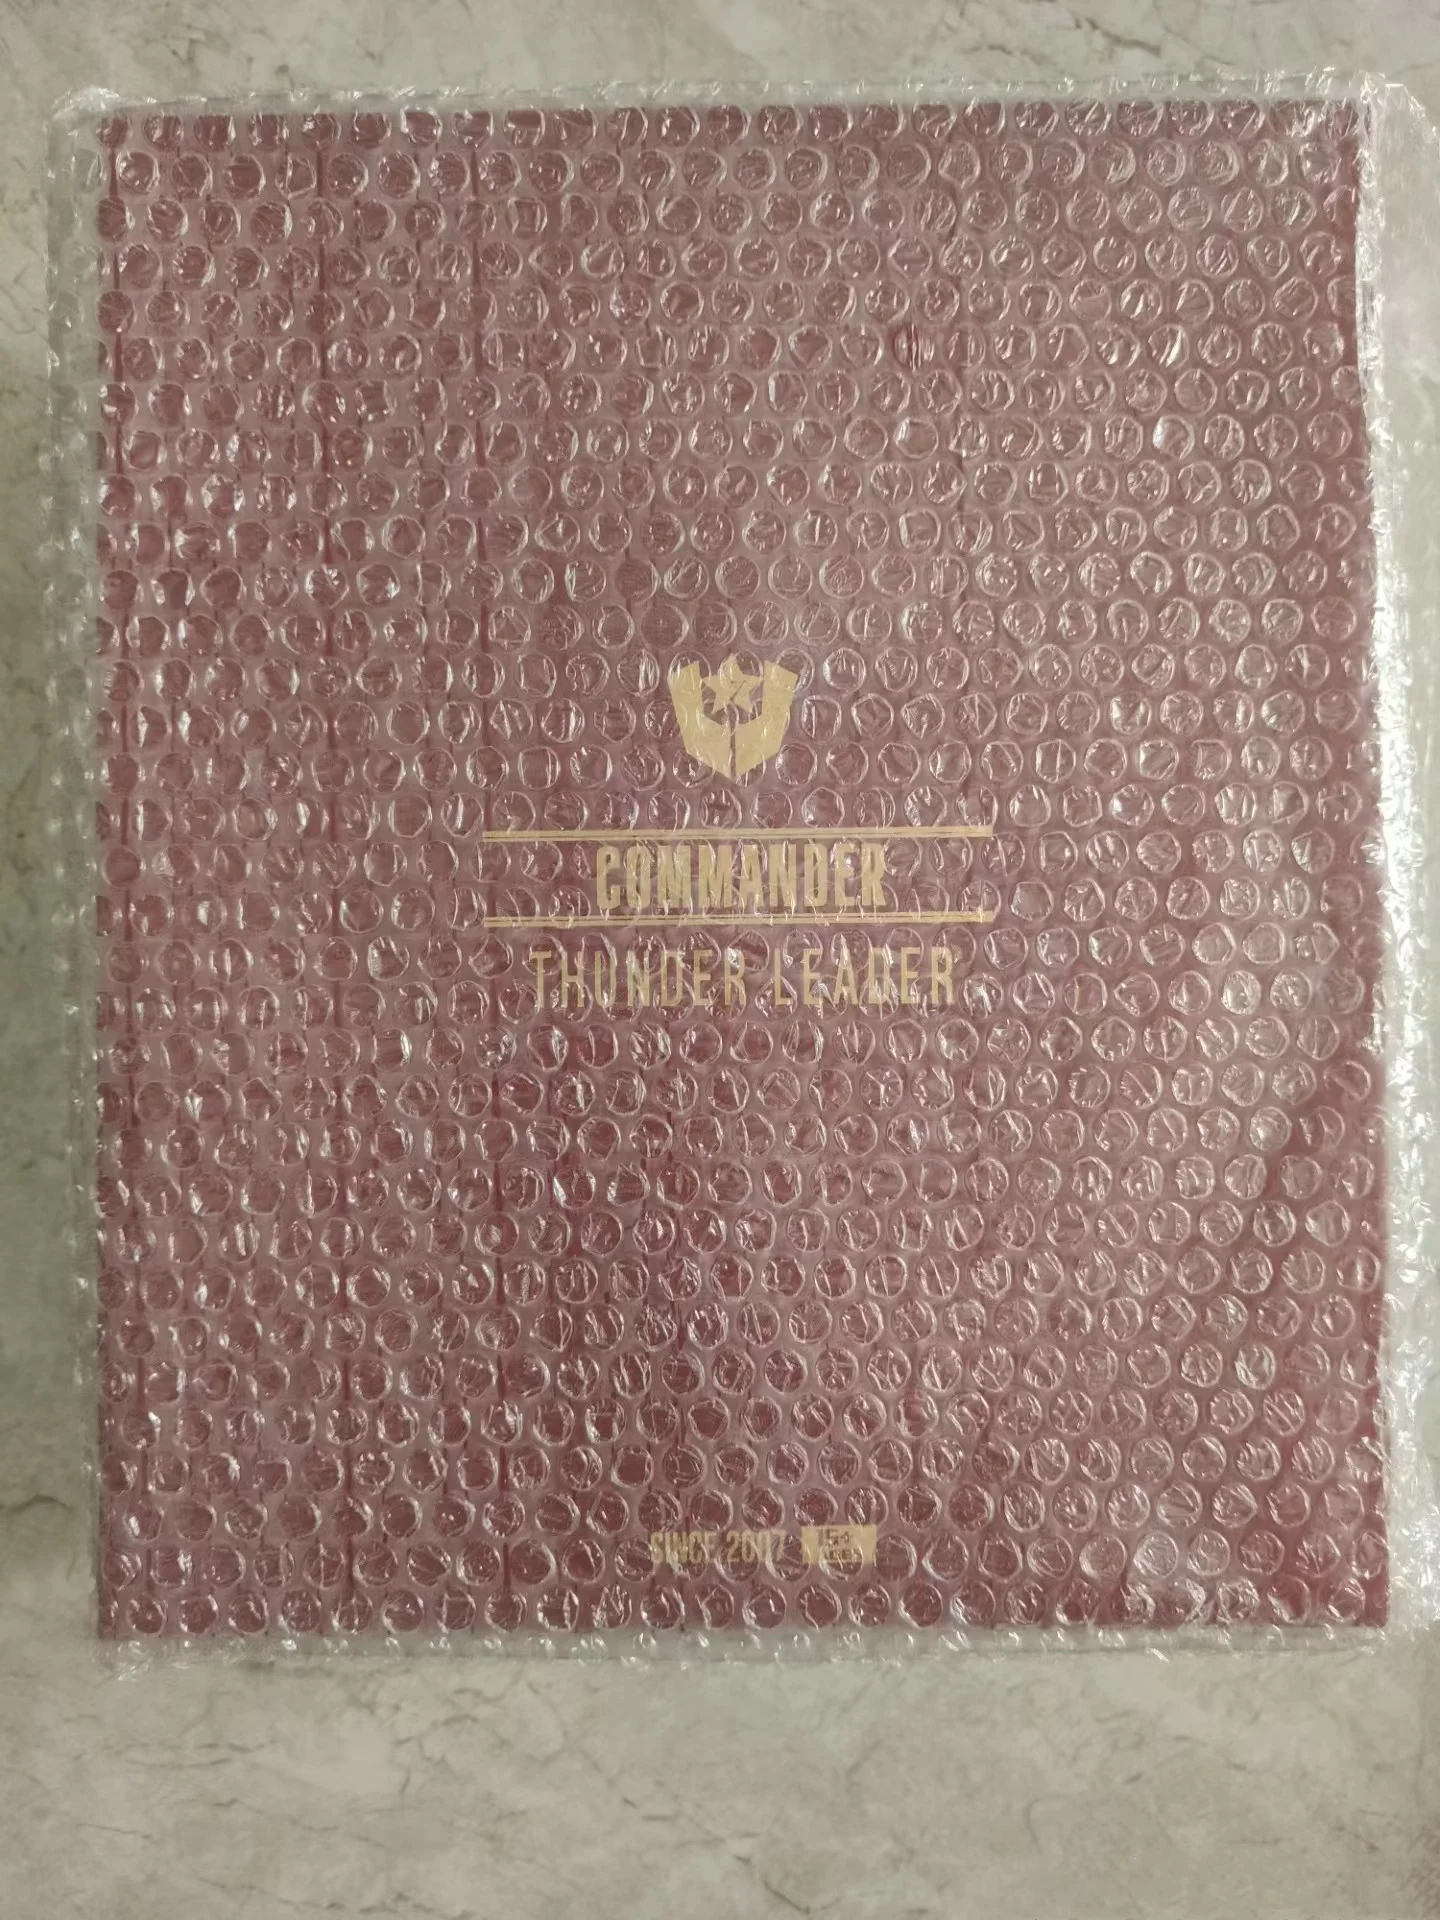 COMMANDER
THUNDER LEADER
SINCE 2007